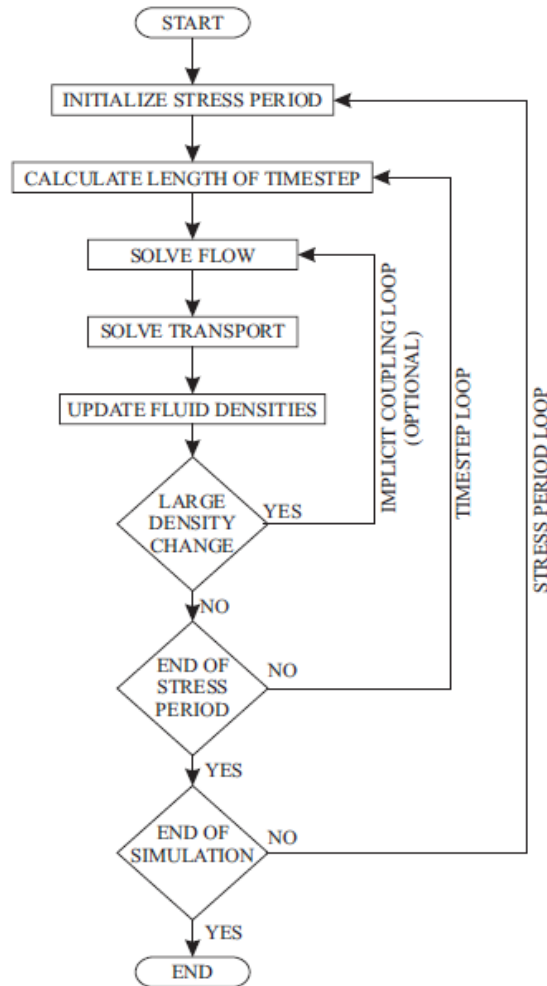 START
INITIALIZE STRESS PERIOD
CALCULATE LENGTH OF TIMESTEP
SOLVE FLOW
SOLVE TRANSPORT
UPDATE FLUID DENSITIES
LARGE
DENSITY
CHANGE
YES
NO
END OF
STRESS
PERIOD
NO
YES
END OF
SIMULATION
NO
YES
END
IMPLICIT COUPLING LOOP
(OPTIONAL)
TIMESTEP LOOP
STRESS PERIOD LOOP